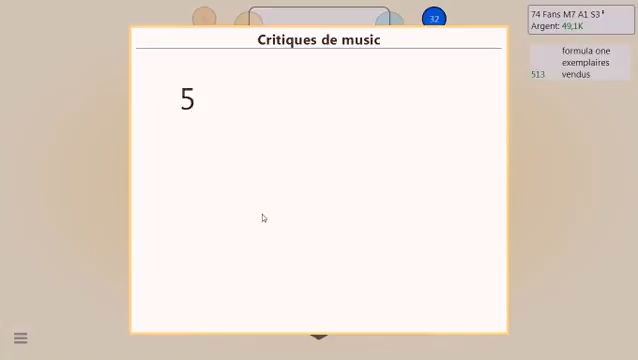 32
74 Fans M7 A1 S3
Argent: 49,1K
Critiques de music
formula one
exemplaires
513 vendus
5